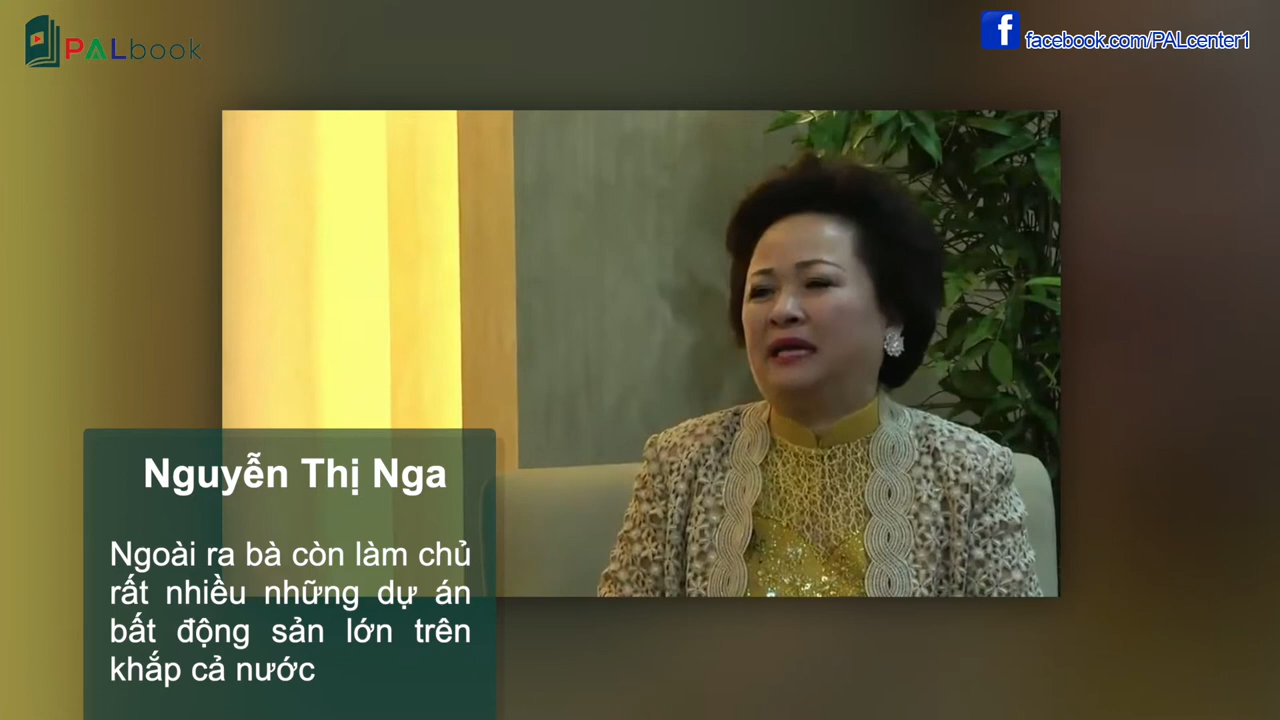 PALbook
facebook.com/PALcenter1
Nguyễn Thị Nga
Ngoài ra bà còn làm chủ
rất nhiều những dự án
bất động sản lớn trên
khắp cả nước